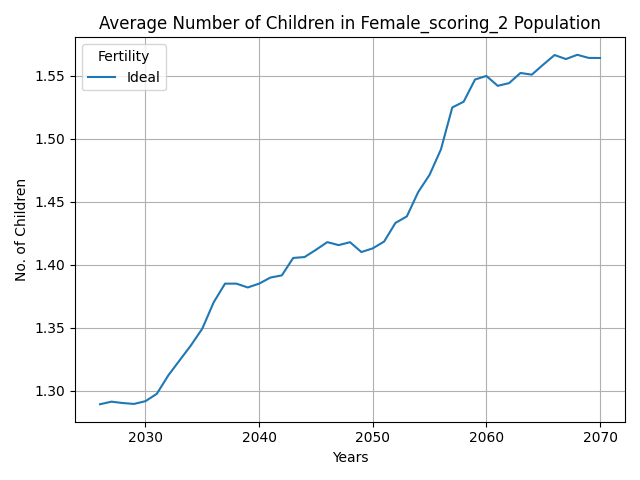 Average Number of Children in Female_scoring_2 Population
Fertility
Ideal
No. of Children
1.55
1.50
1.45
1.40
1.35
1.30
2030 2040 2050 2060 2070
Years